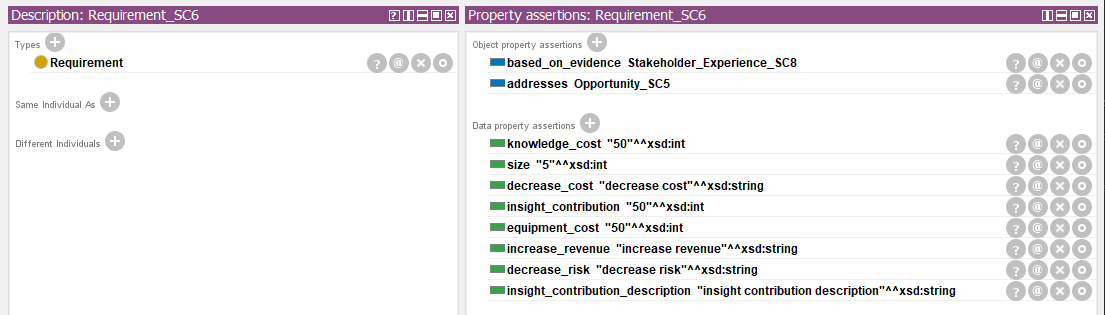 Description: Requirement_SC6
Types
Requirement
Same Individual As
Different Individuals
Property assertions: Requirement_SC6
Object property assertions
based_on_evidence Stakeholder_Experience_SC8
addresses Opportunity_SC5
Data property assertions
knowledge_cost "50"^^xsd:int
size "5"^^xsd:int
decrease_cost "decrease cost"^^xsd:string
insight_contribution "50"^^xsd:int
equipment_cost "50"^^xsd:int
increase_revenue "increase revenue"^^xsd:string
decrease_risk "decrease risk"^^xsd:string
insight_contribution_description "insight contribution description"^^xsd:string